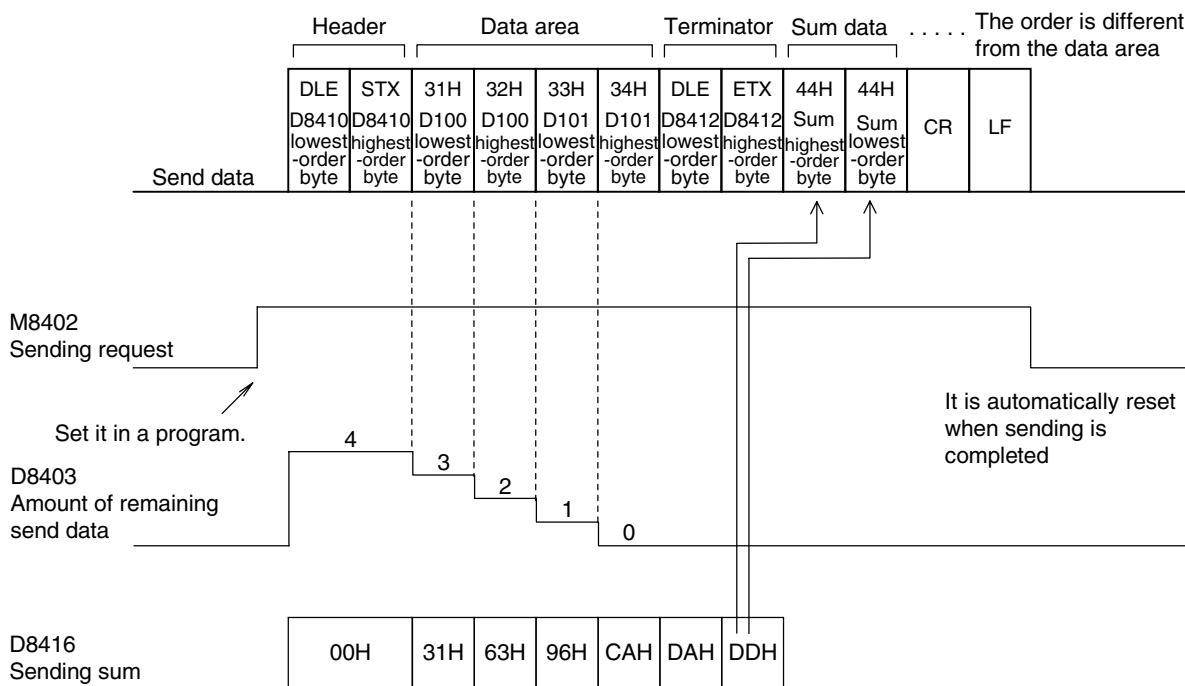 Header
Data area
Terminator
Sum data
. . . . . The order is different
from the data area
Send data
DLE
D8410
lowest
-order
byte
STX
D8410
highest
-order
byte
31H
D100
lowest
-order
byte
32H
D100
highest
-order
byte
33H
D101
lowest
-order
byte
34H
D101
highest
-order
byte
DLE
D8412
lowest
-order
byte
ETX
D8412
highest
-order
byte
44H
Sum
highest
-order
byte
44H
Sum
lowest
-order
byte
CR
LF
M8402
Sending request
Set it in a program.
It is automatically reset
when sending is
completed
D8403
Amount of remaining
send data
4
3
2
1
0
D8416
Sending sum
00H
31H
63H
96H
CAH
DAH
DDH